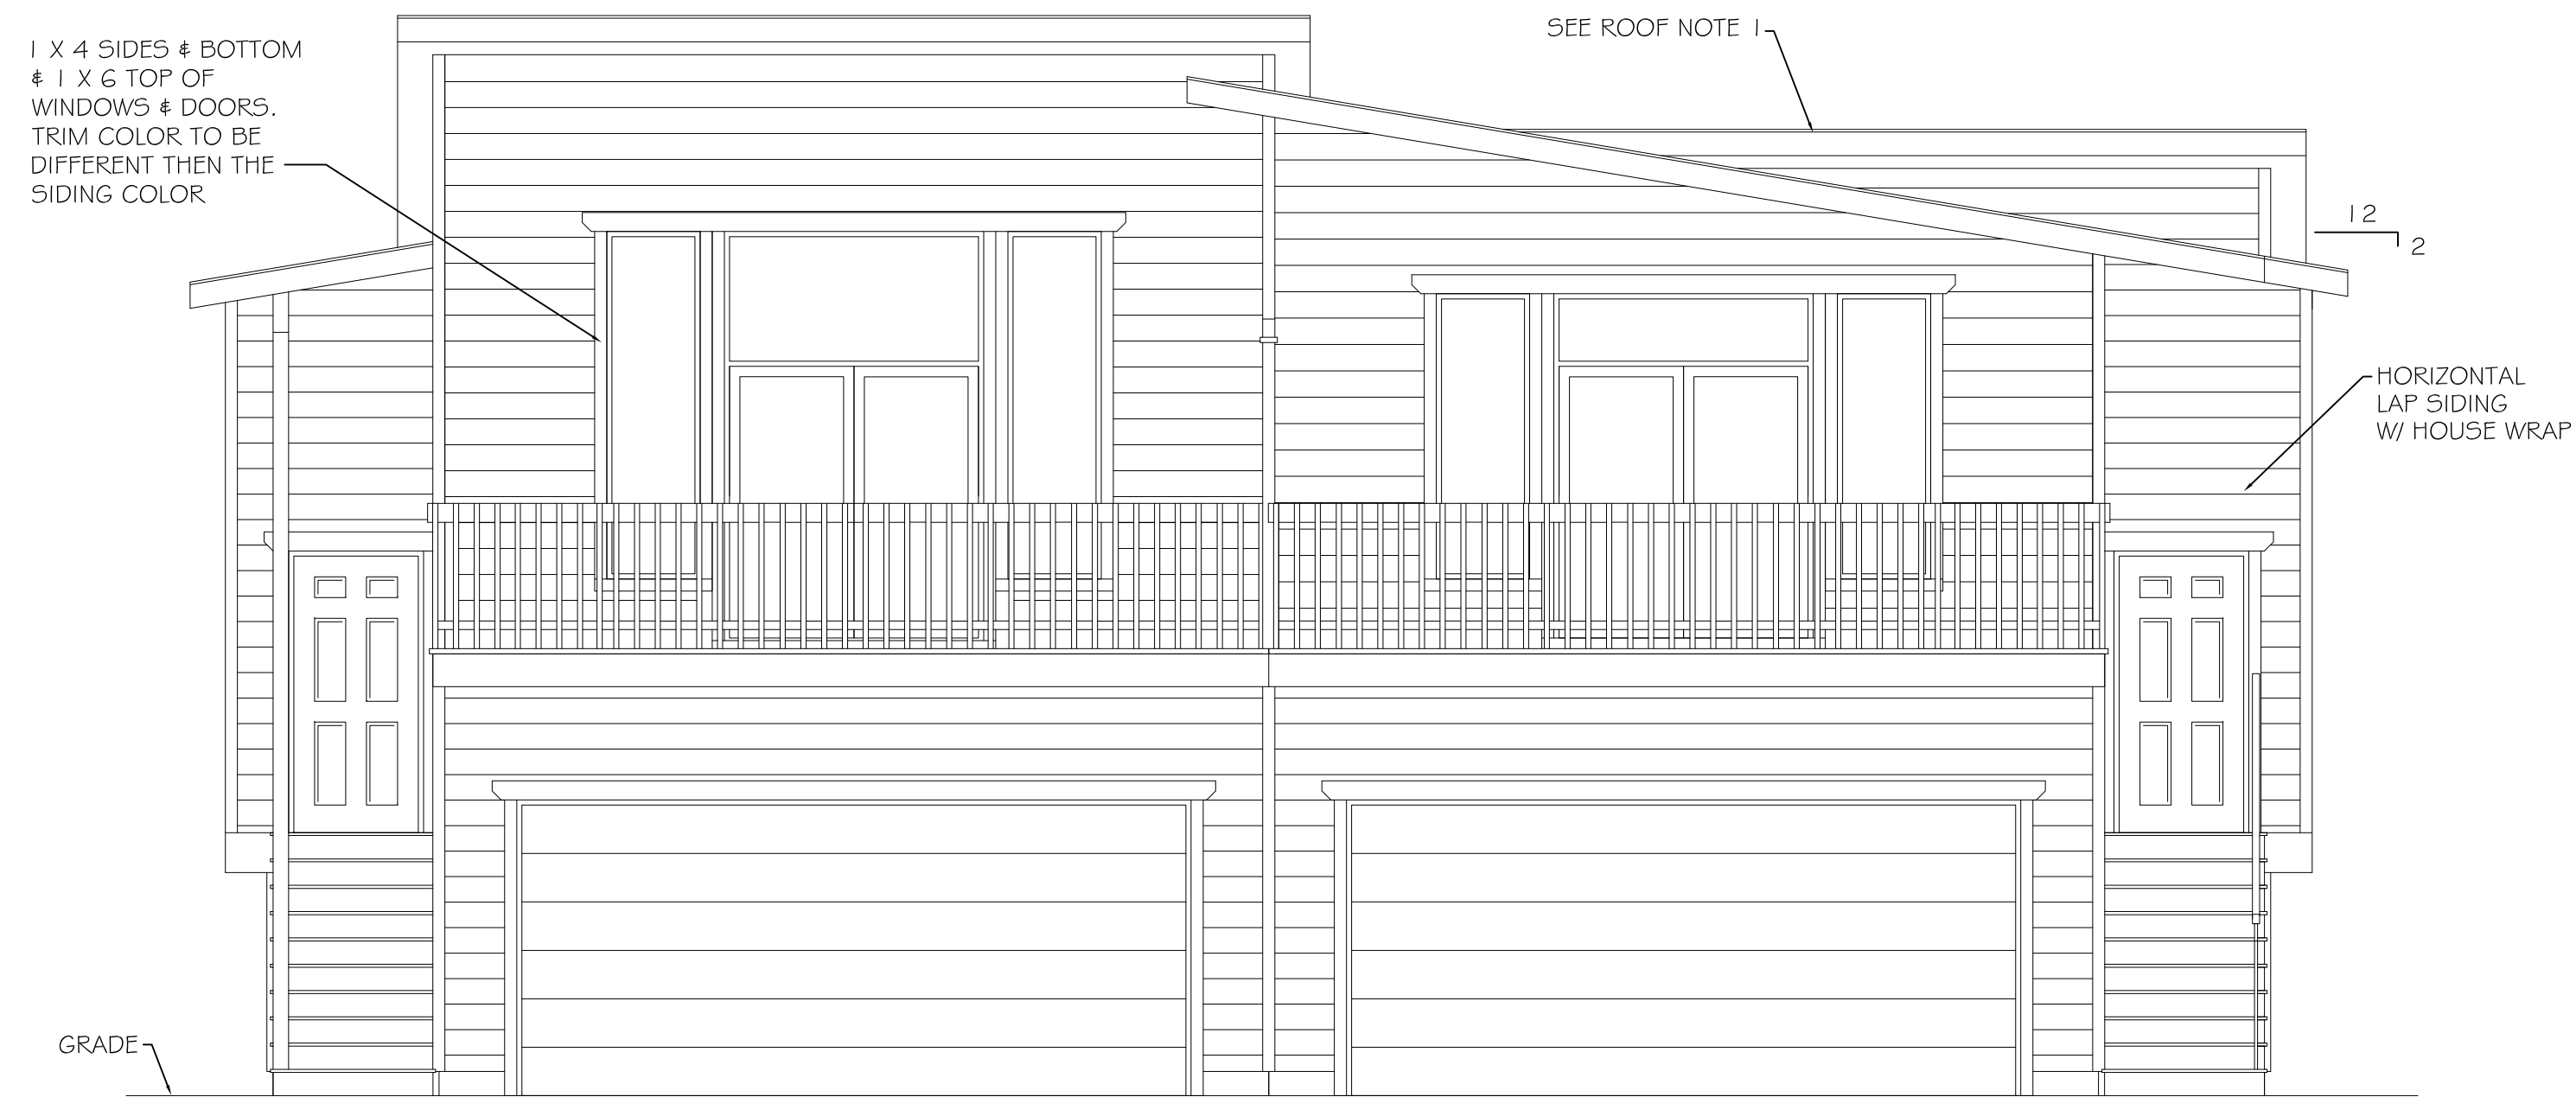 1 X 4 SIDES & BOTTOM
& 1 X 6 TOP OF
WINDOWS & DOORS.
TRIM COLOR TO BE
DIFFERENT THEN THE
SIDING COLOR
SEE ROOF NOTE 1
12
2
HORIZONTAL
LAP SIDING
W/ HOUSE WRAP
GRADE